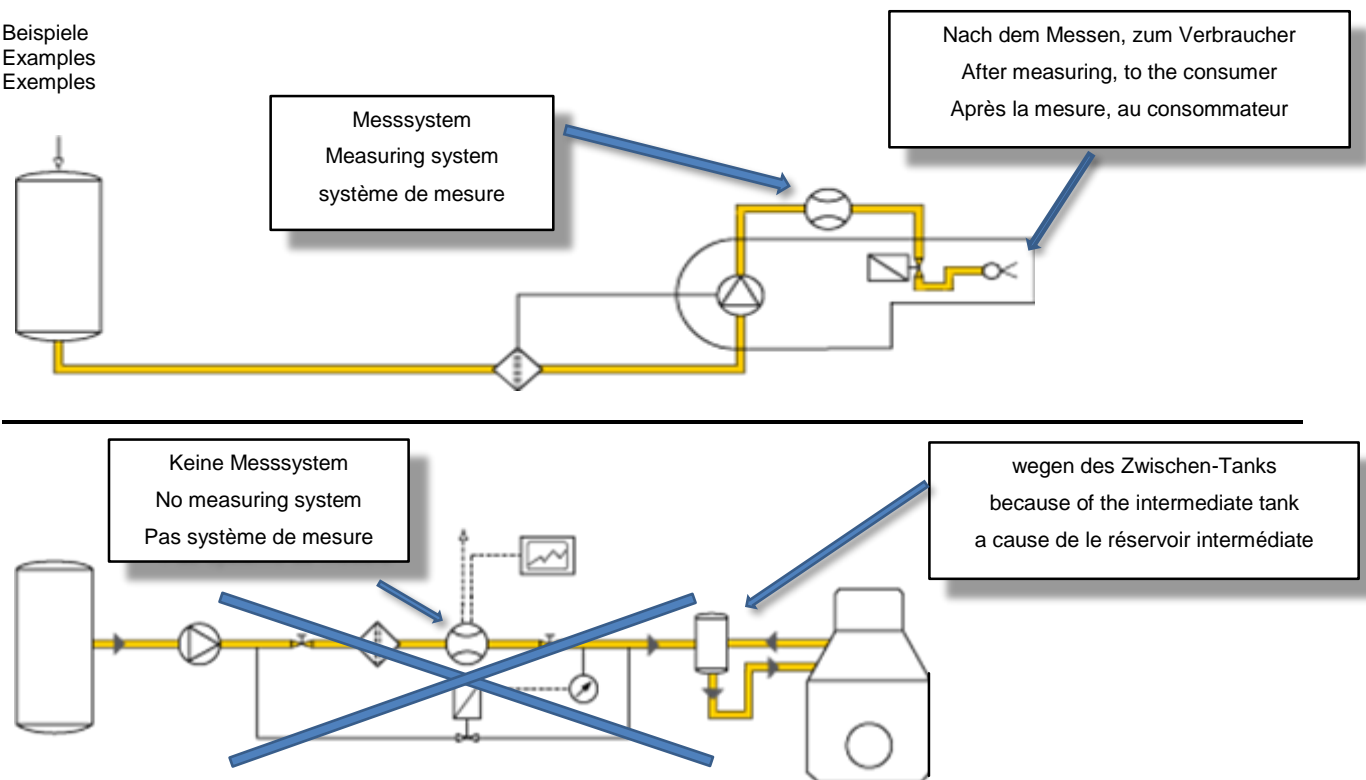 Beispiele
Examples
Exemples
Nach dem Messen, zum Verbraucher
After measuring, to the consumer
Après la mesure, au consommateur
Messsystem
Measuring system
système de mesure
Keine Messsystem
No measuring system
Pas système de mesure
wegen des Zwischen-Tanks
because of the intermediate tank
a cause de le réservoir intermédiate